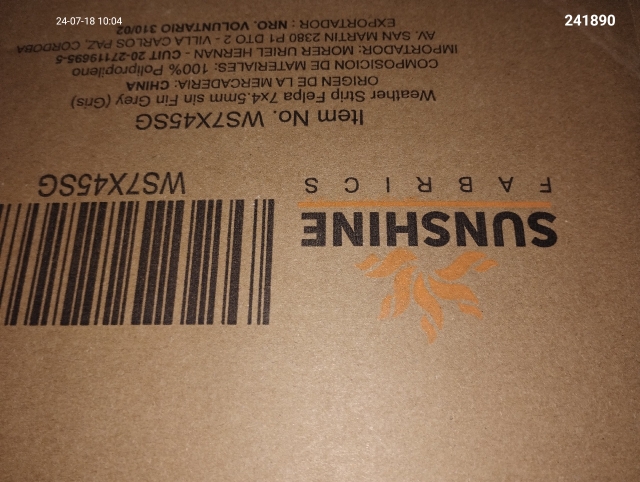 24-07-18 10:04
241890
SUNSHINE
FABRICS
WS7X45SG
Item No. WS7X45SG
Weather Strip Felpa 7x4.5mm sin Fin Grey (Gris)
ORIGEN DE LA MERCADERIA: CHINA
COMPOSICION DE MATERIALES: 100% Polipropileno
IMPORTADOR: MORER URIEL HERNAN - CUIT 20-27119695-5
AV. SAN MARTIN 2380 P1 DTO 2 - VILLA CARLOS PAZ, CORDOBA
EXPORTADOR : NRO. VOLUNTARIO 310/02